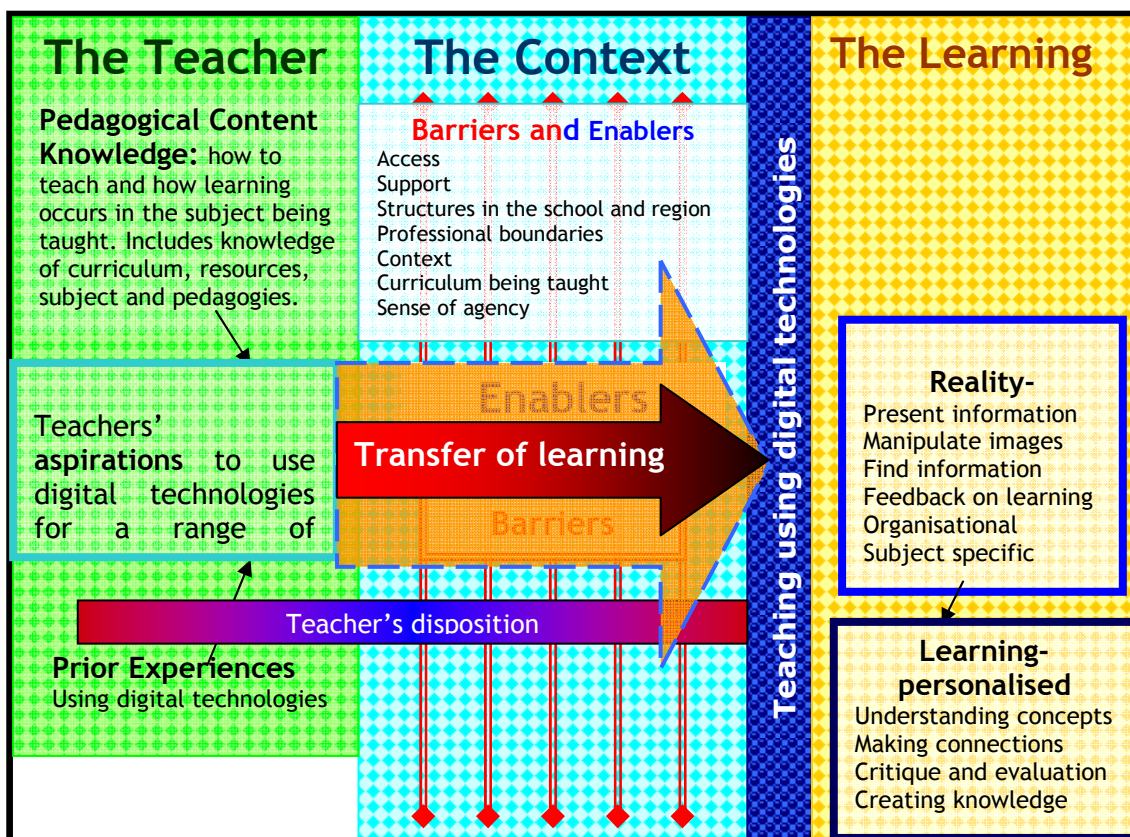 The Teacher
Pedagogical Content
Knowledge: how to
teach and how learning
occurs in the subject being
taught. Includes knowledge
of curriculum, resources,
subject and pedagogies.
Teachers’
aspirations to use
digital technologies
for a range of
Prior Experiences
Using digital technologies
The Context
Barriers and Enablers
Access
Support
Structures in the school and region
Professional boundaries
Context
Curriculum being taught
Sense of agency
Enablers
Transfer of learning
Barriers
Teacher’s disposition
Teaching using digital technologies
The Learning
Reality-
Present information
Manipulate images
Find information
Feedback on learning
Organisational
Subject specific
Learning-
personalised
Understanding concepts
Making connections
Critique and evaluation
Creating knowledge